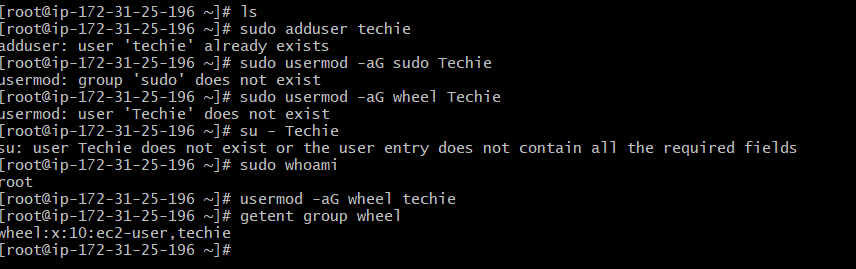 [root@ip-172-31-25-196 ~]# ls
[root@ip-172-31-25-196 ~]# sudo adduser techie
adduser: user 'techie' already exists
[root@ip-172-31-25-196 ~]# sudo usermod -aG sudo Techie
usermod: group 'sudo' does not exist
[root@ip-172-31-25-196 ~]# sudo usermod -aG wheel Techie
usermod: user 'Techie' does not exist
[root@ip-172-31-25-196 ~]# su - Techie
su: user Techie does not exist or the user entry does not contain all the required fields
[root@ip-172-31-25-196 ~]# sudo whoami
root
[root@ip-172-31-25-196 ~]# usermod -aG wheel techie
[root@ip-172-31-25-196 ~]# getent group wheel
wheel:x:10:ec2-user,techie
[root@ip-172-31-25-196 ~]#